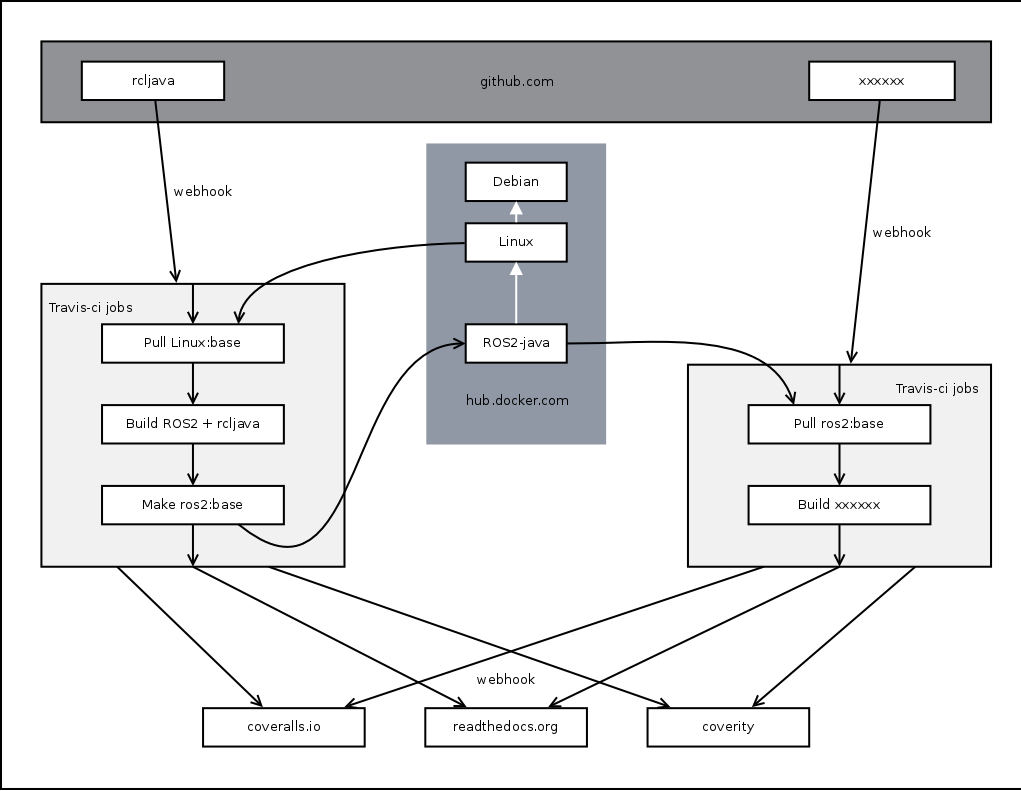 rcljava
github.com
xxxxxx
Debian
webhook
Linux
webhook
Travis-ci jobs
Pull Linux:base
ROS2-java
Travis-ci jobs
hub.docker.com
Build ROS2 + rcljava
Pull ros2:base
Make ros2:base
Build xxxxxx
webhook
coveralls.io
readthedocs.org
coverity